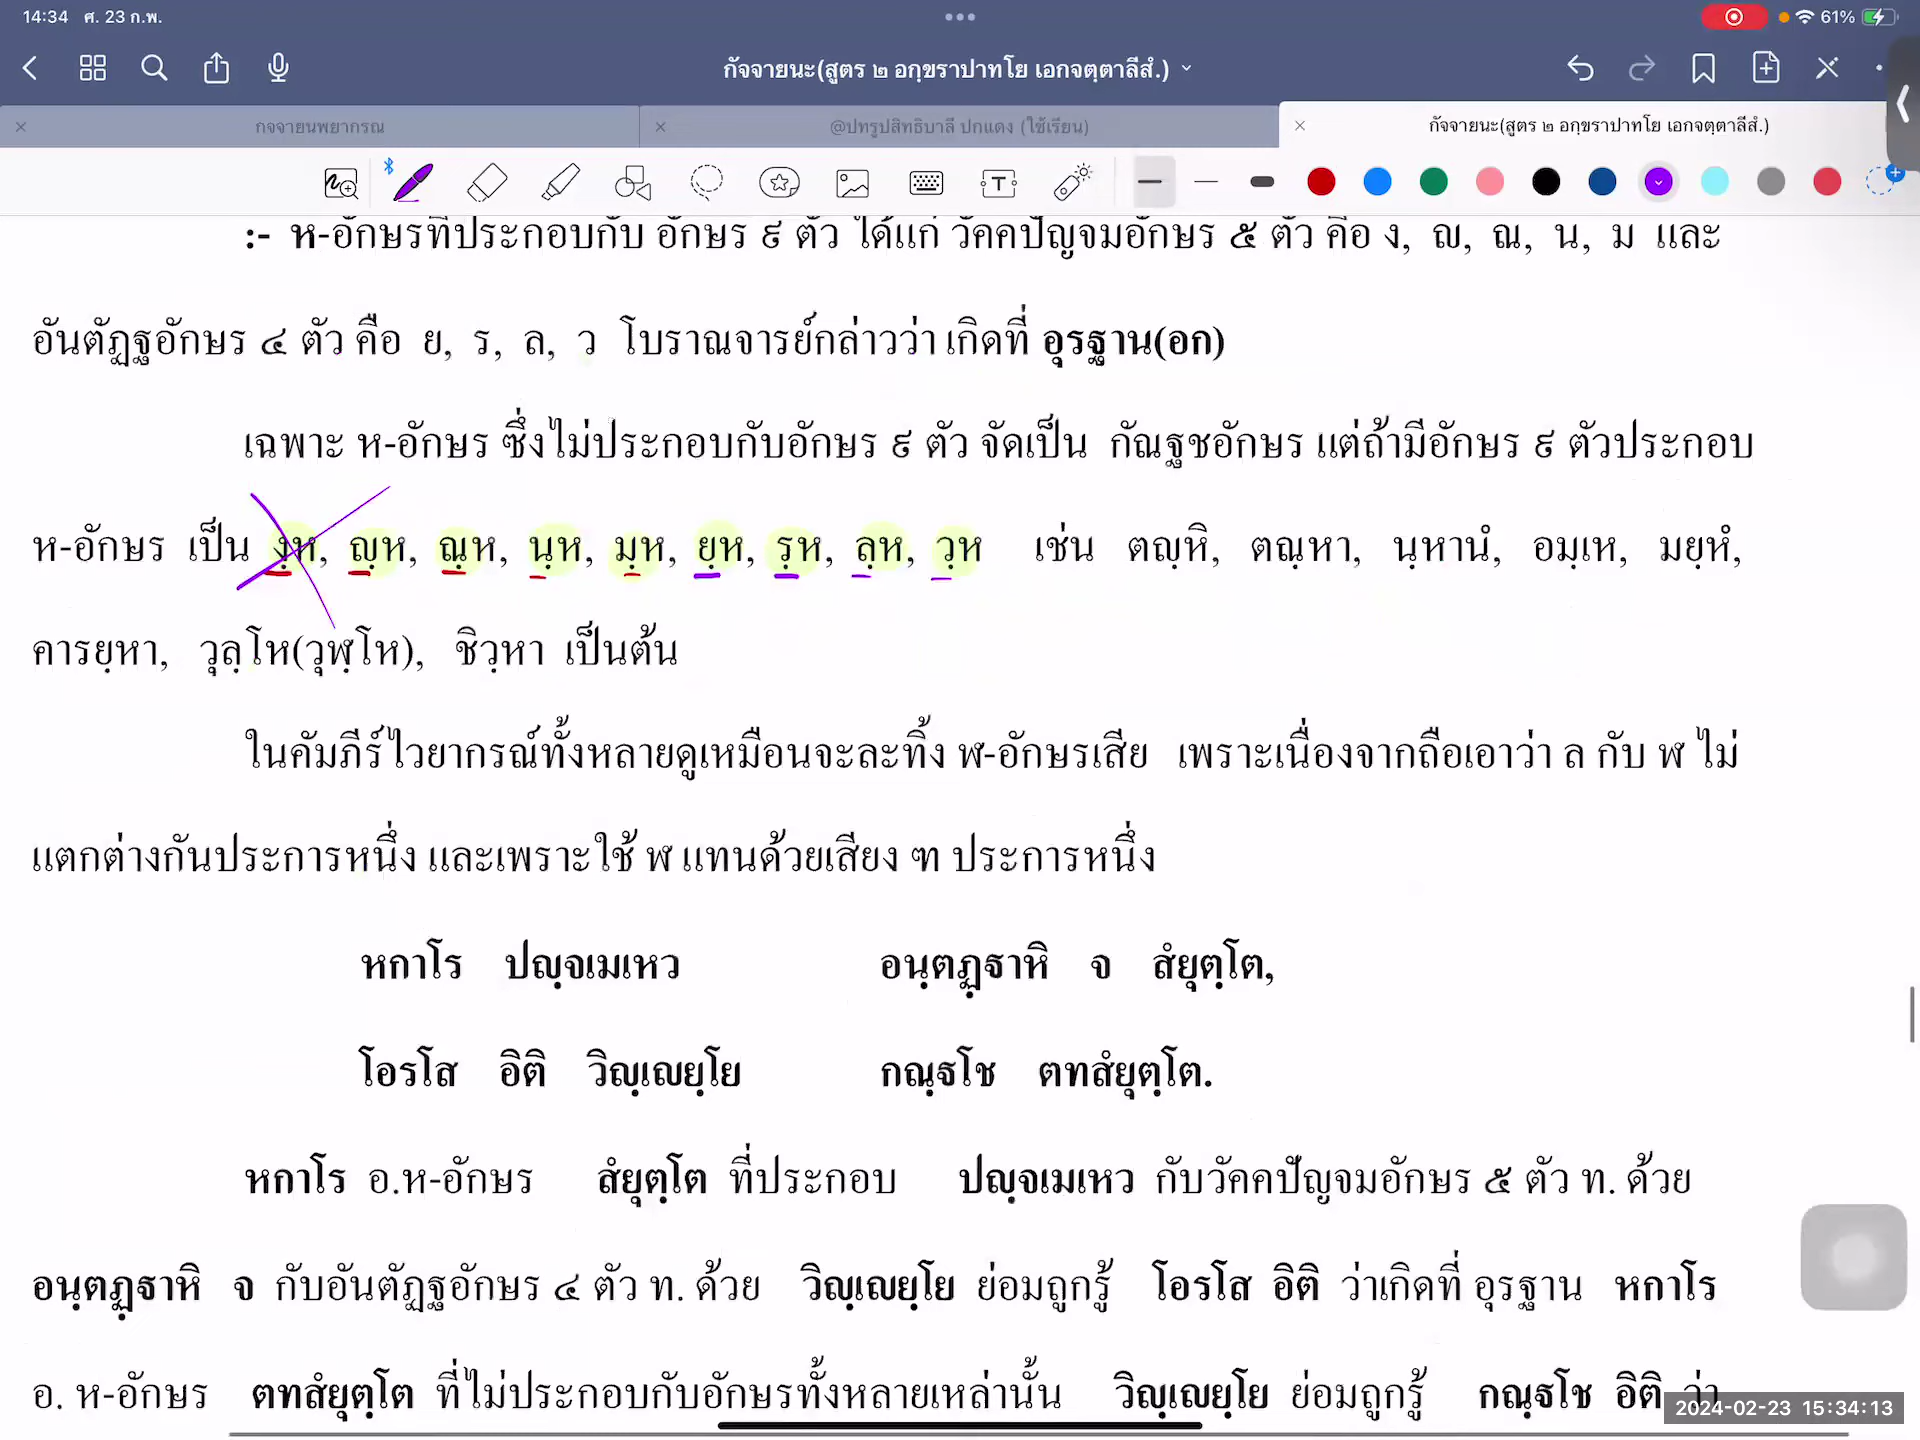 14:34 ศ. 23 ก.พ.
61%
กัจจายนะ(สูตร ๒ อกฺขราปาทโย เอกจตฺตาลีสํ.)
กจจายนพยากรณ
@ปทรูปสิทธิบาลี ปกแดง (ใช้เรียน)
กัจจายนะ(สูตร ๒ อกฺขราปาทโย เอกจตฺตาลีสํ.)
:- ห-อักษรที่ประกอบกับ อักษร ๙ ตัว ได้แก่ วัคคปัญจมอักษร ๕ ตัว คือ ง, ญ, ณ, น, ม และ
อันตัฏฐอักษร ๔ ตัว คือ ย, ร, ล, ว โบราณจารย์กล่าวว่า เกิดที่ อุรฐาน(อก)
เฉพาะ ห-อักษร ซึ่งไม่ประกอบกับอักษร ๙ ตัว จัดเป็น กัณฐชอักษร แต่ถ้ามีอักษร ๙ ตัวประกอบ
ห-อักษร เป็น งฺห, ญฺห, ณฺห, นฺห, มฺห, ยฺห, รฺห, ลฺห, วฺห เช่น ตญฺหิ, ตณฺหา, นฺหานํ, อมฺเห, มยฺหํ,
คารยฺหา, วุลฺโห(วุฬฺโห), ชิวฺหา เป็นต้น
ในคัมภีร์ไวยากรณ์ทั้งหลายดูเหมือนจะละทิ้ง ฬ-อักษรเสีย เพราะเนื่องจากถือเอาว่า ล กับ ฬ ไม่
แตกต่างกันประการหนึ่ง และเพราะใช้ ฬ แทนด้วยเสียง ฑ ประการหนึ่ง
หกาโร ปญฺจเมเหว อนฺตฏฺฐาหิ จ สํยุตฺโต,
โอรโส อิติ วิญฺเญยฺโย กณฺฐโช ตทสํยุตฺโต.
หกาโร อ.ห-อักษร สํยุตฺโต ที่ประกอบ ปญฺจเมเหว กับวัคคปัญจมอักษร ๕ ตัว ท. ด้วย
อนฺตฏฺฐาหิ จ กับอันตัฏฐอักษร ๔ ตัว ท. ด้วย วิญฺเญยฺโย ย่อมถูกรู้ โอรโส อิติ ว่าเกิดที่ อุรฐาน หกาโร
อ. ห-อักษร ตทสํยุตฺโต ที่ไม่ประกอบกับอักษรทั้งหลายเหล่านั้น วิญฺเญยฺโย ย่อมถูกรู้ กณฺฐโช อิติ ว่า
2024-02-23 15:34:13